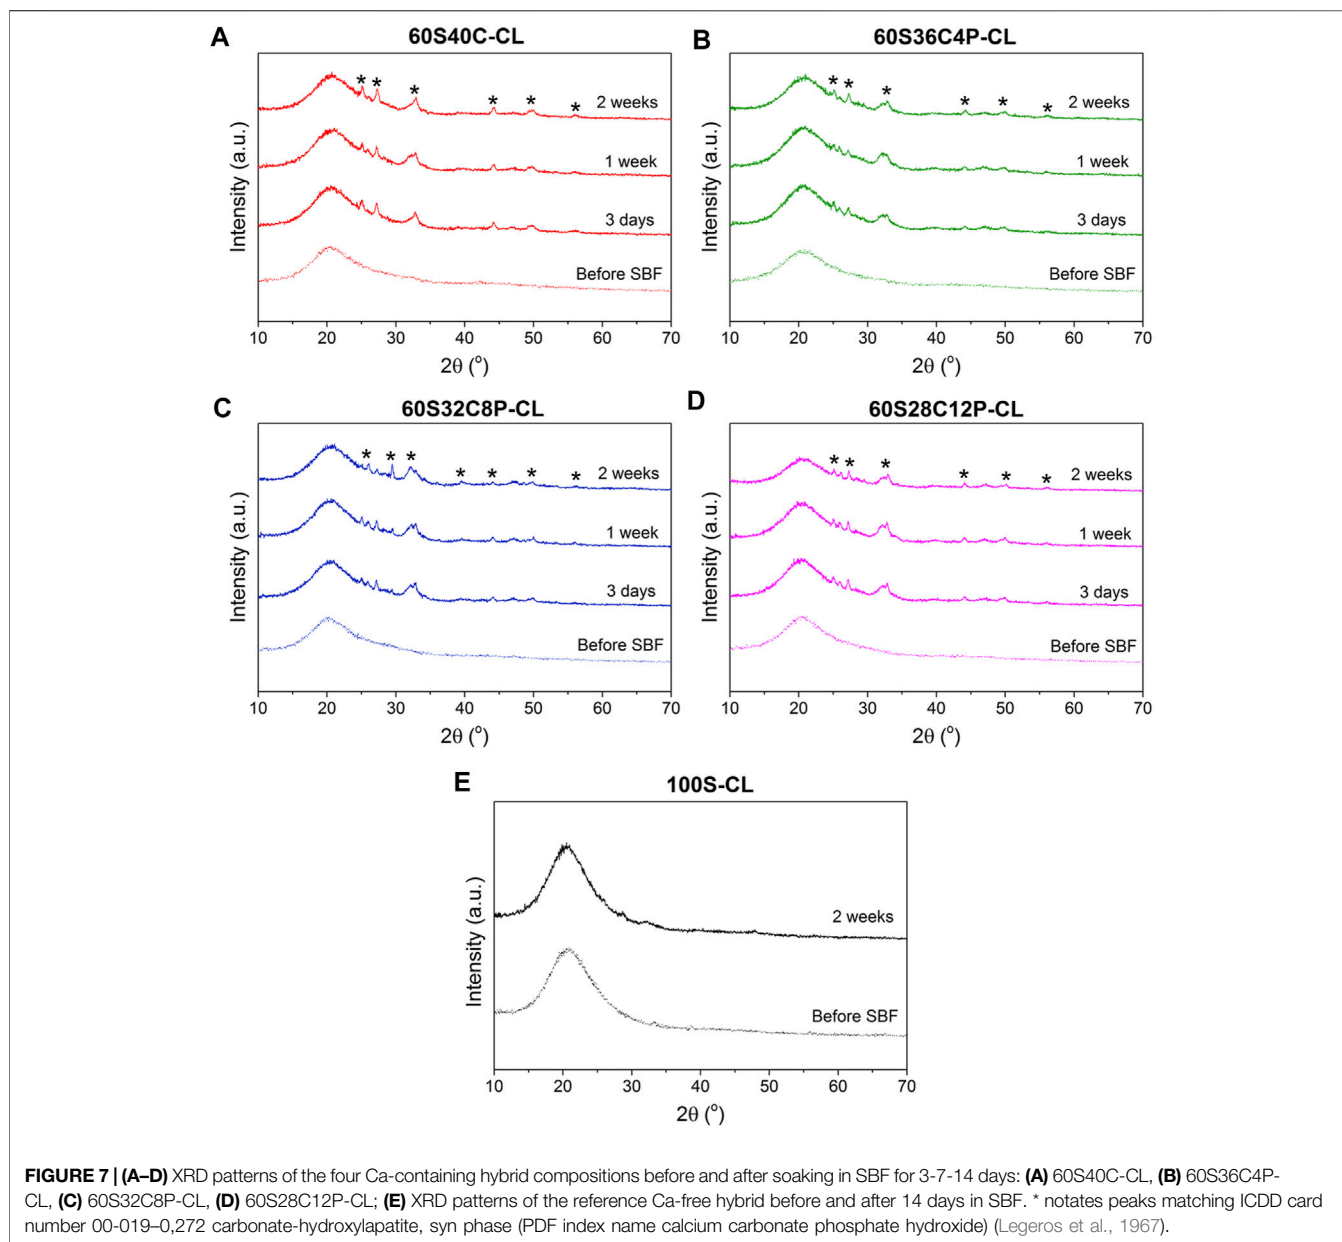 A
60S40C-CL
* * * * * *
2 weeks
1 week
3 days
Before SBF
Intensity (a.u.)
10 20 30 40 50 60 70
2θ (°)
B
60S36C4P-CL
* * * * * *
2 weeks
1 week
3 days
Before SBF
Intensity (a.u.)
10 20 30 40 50 60 70
2θ (°)
C
60S32C8P-CL
* * * * * * *
2 weeks
1 week
3 days
Before SBF
Intensity (a.u.)
10 20 30 40 50 60 70
2θ (°)
D
60S28C12P-CL
* * * * * *
2 weeks
1 week
3 days
Before SBF
Intensity (a.u.)
10 20 30 40 50 60 70
2θ (°)
E
100S-CL
2 weeks
Before SBF
Intensity (a.u.)
10 20 30 40 50 60 70
2θ (°)
FIGURE 7 | (A–D) XRD patterns of the four Ca-containing hybrid compositions before and after soaking in SBF for 3-7-14 days: (A) 60S40C-CL, (B) 60S36C4P-
CL, (C) 60S32C8P-CL, (D) 60S28C12P-CL; (E) XRD patterns of the reference Ca-free hybrid before and after 14 days in SBF. * notates peaks matching ICDD card
number 00-019–0,272 carbonate-hydroxylapatite, syn phase (PDF index name calcium carbonate phosphate hydroxide) (Legeros et al., 1967).